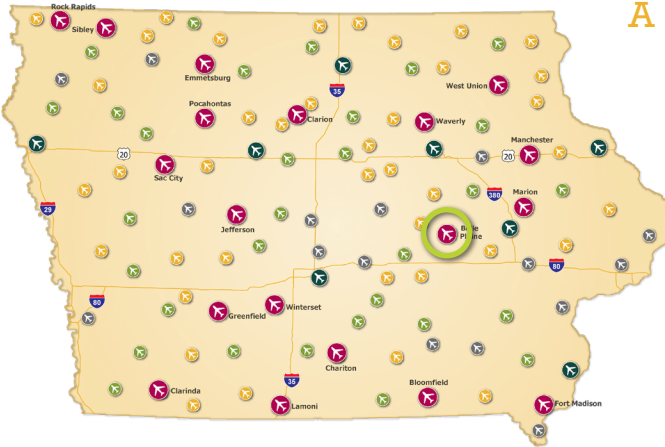 A
Rock Rapids
Sibley
Emmetsburg
35
West Union
Pocahontas
Clarion
Waverly
Manchester
20
20
Sac City
Marion
380
29
Jefferson
Belle
Plaine
80
80
Winterset
Greenfield
Chariton
35
Clarinda
Bloomfield
Lamoni
Fort Madison